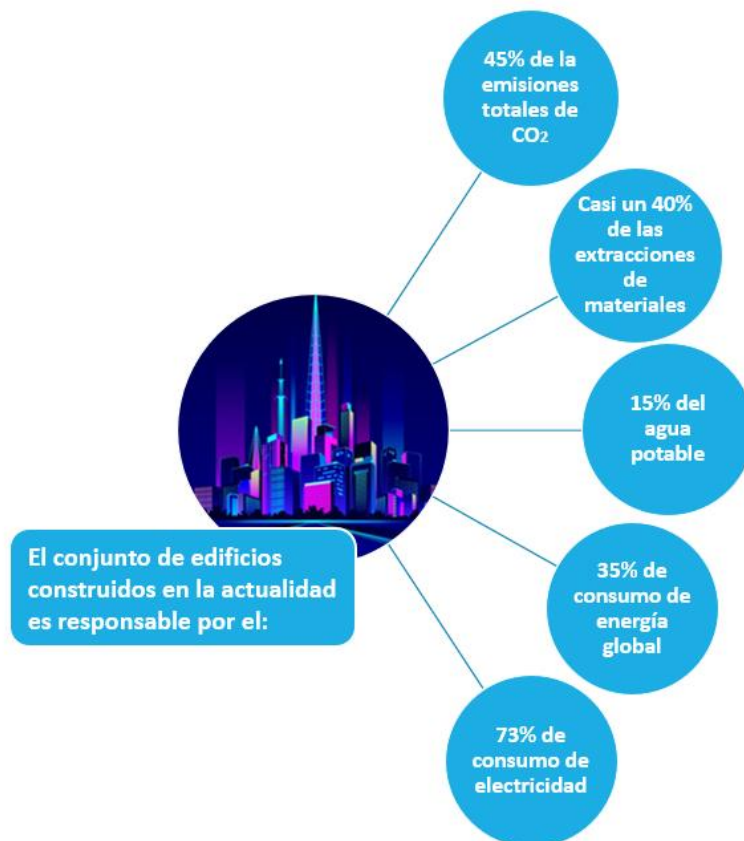 45% de la
emisiones
totales de
CO₂
Casi un 40%
de las
extracciones
de
materiales
15% del
agua
potable
35% de
consumo de
energía
global
73% de
consumo de
electricidad
El conjunto de edificios
construidos en la actualidad
es responsable por el: